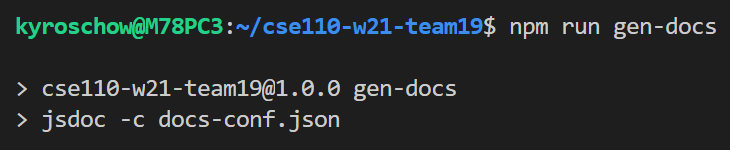 kyroschow@M78PC3:~/cse110-w21-team19$ npm run gen-docs
> cse110-w21-team19@1.0.0 gen-docs
> jsdoc -c docs-conf.json